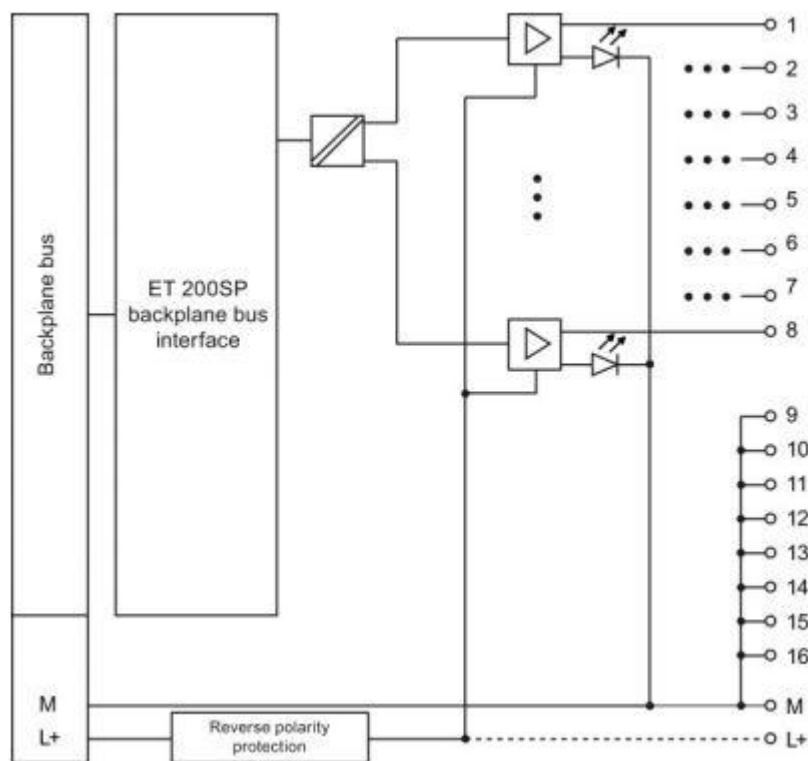 Backplane bus
ET 200SP
backplane bus
interface
1
2
3
4
5
6
7
8
9
10
11
12
13
14
15
16
M
L+
Reverse polarity
protection
M
L+